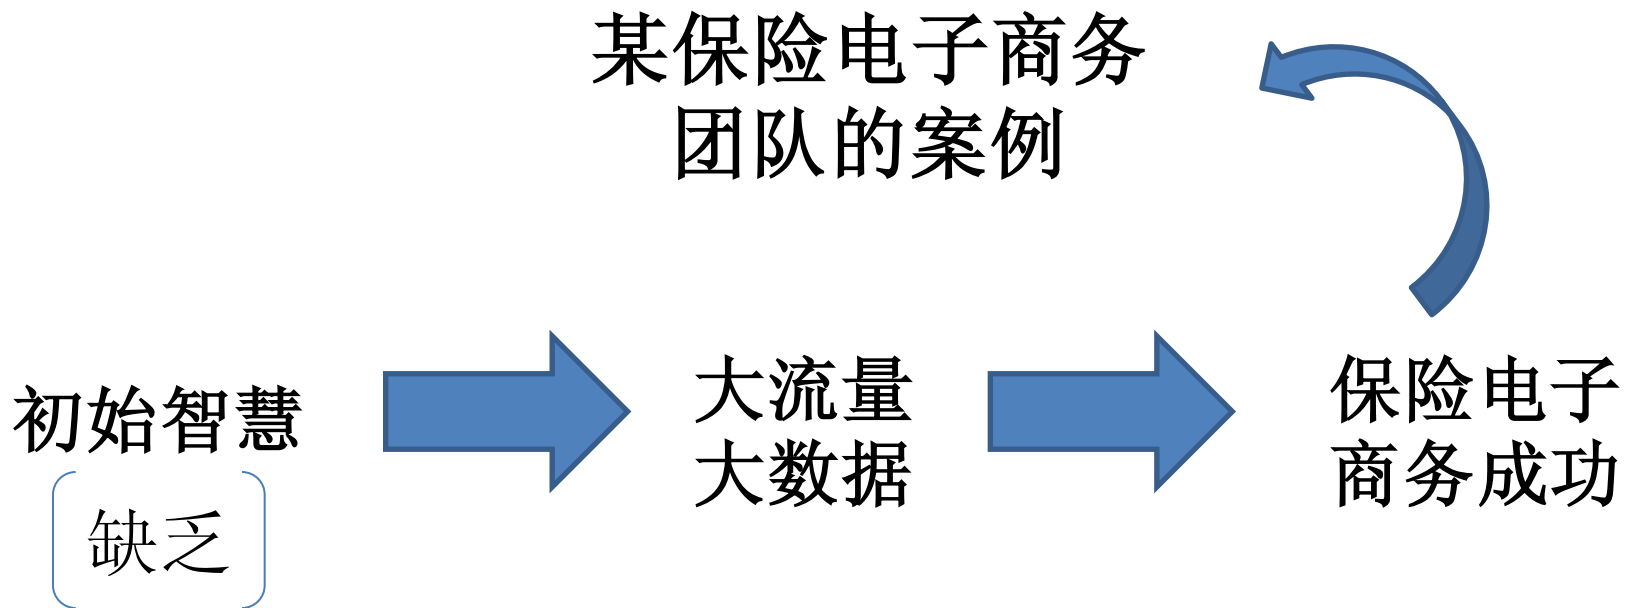 某保险电子商务
团队的案例
初始智慧
缺乏
大流量
大数据
保险电子
商务成功